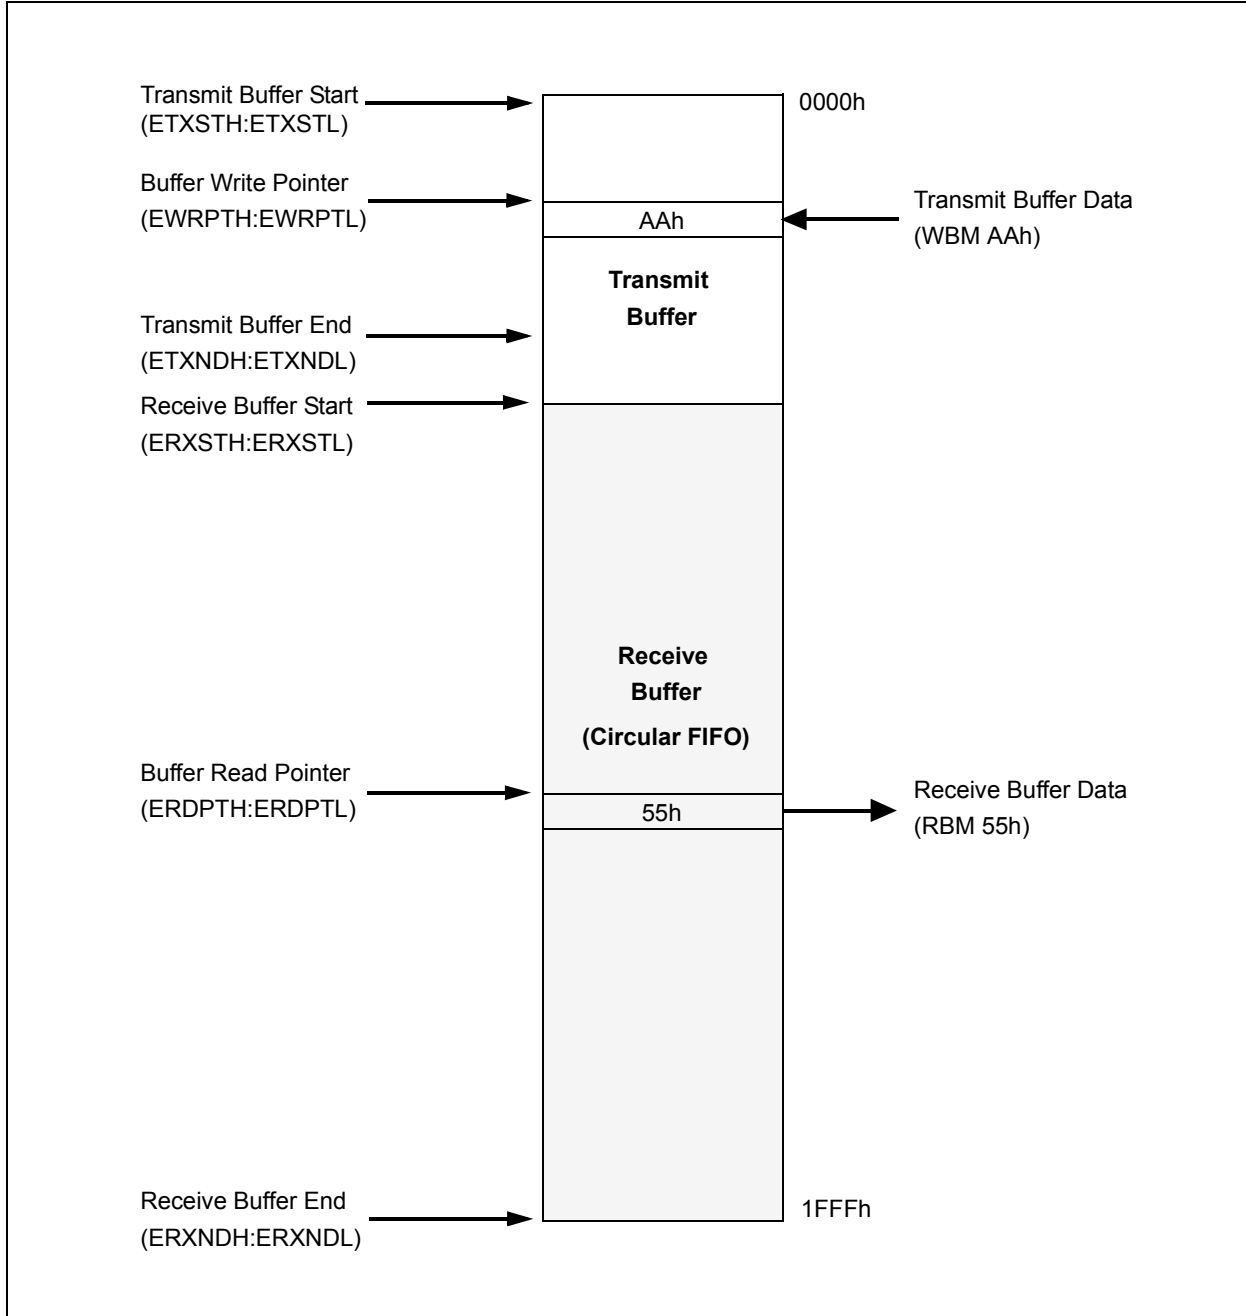 Transmit Buffer Start
(ETXSTH:ETXSTL)
0000h
Buffer Write Pointer
(EWRPTH:EWRPTL)
AAh
Transmit Buffer Data
(WBM AAh)
Transmit
Buffer
Transmit Buffer End
(ETXNDH:ETXNDL)
Receive Buffer Start
(ERXSTH:ERXSTL)
Receive
Buffer
(Circular FIFO)
Buffer Read Pointer
(ERDPTH:ERDPTL)
55h
Receive Buffer Data
(RBM 55h)
Receive Buffer End
(ERXNDH:ERXNDL)
1FFFh